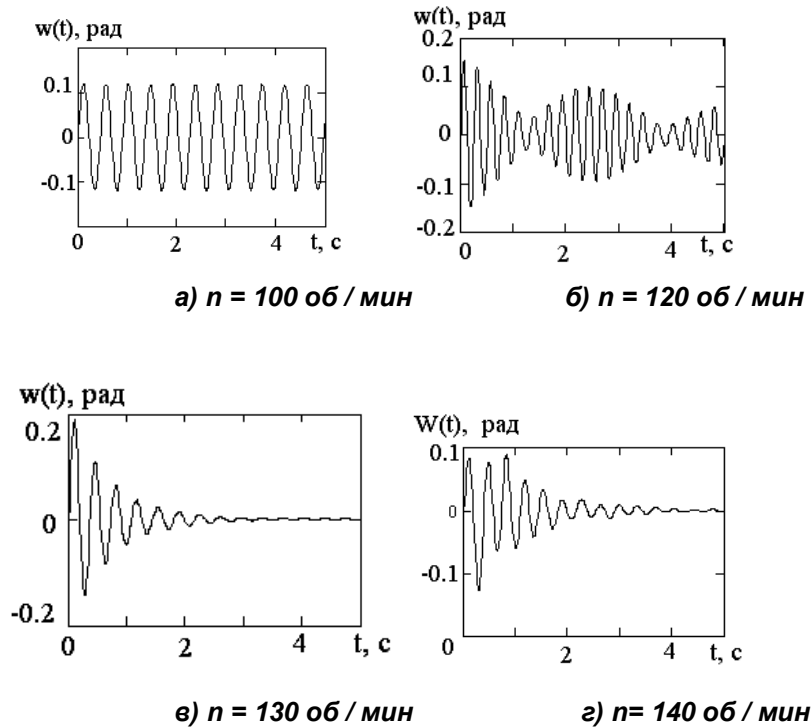 w(t), рад
0.1
0
-0.1
0 2 4 t, с
а) n = 100 об / мин
w(t), рад
0.2
0.1
0
-0.1
-0.2
0 2 4 t, с
б) n = 120 об / мин
w(t), рад
0.2
0
-0.2
0 2 4 t, с
в) n = 130 об / мин
W(t), рад
0.1
0
-0.1
0 2 4 t, с
г) n= 140 об / мин